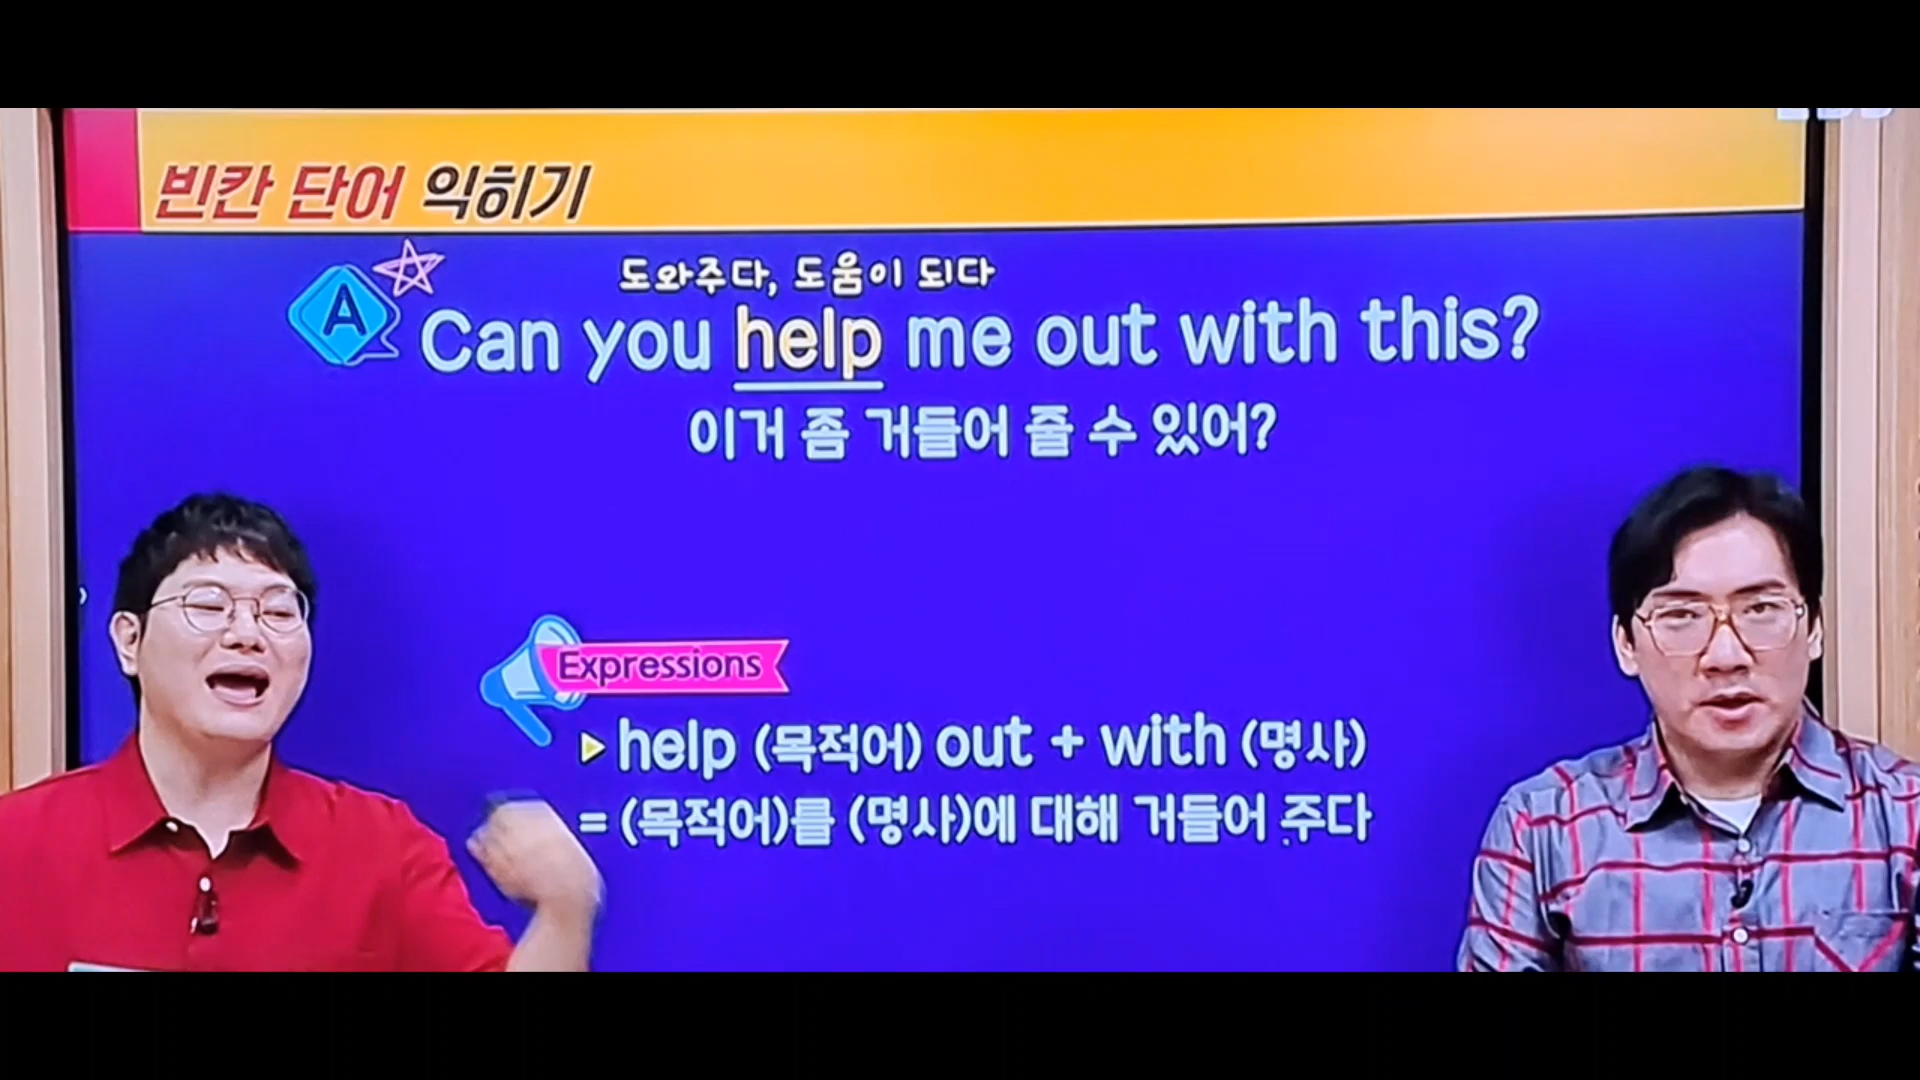 빈칸 단어 익히기
도와주다, 도움이 되다
A Can you help me out with this?
이거 좀 거들어 줄 수 있어?
Expressions
help (목적어) out + with (명사)
= (목적어)를 (명사)에 대해 거들어 주다